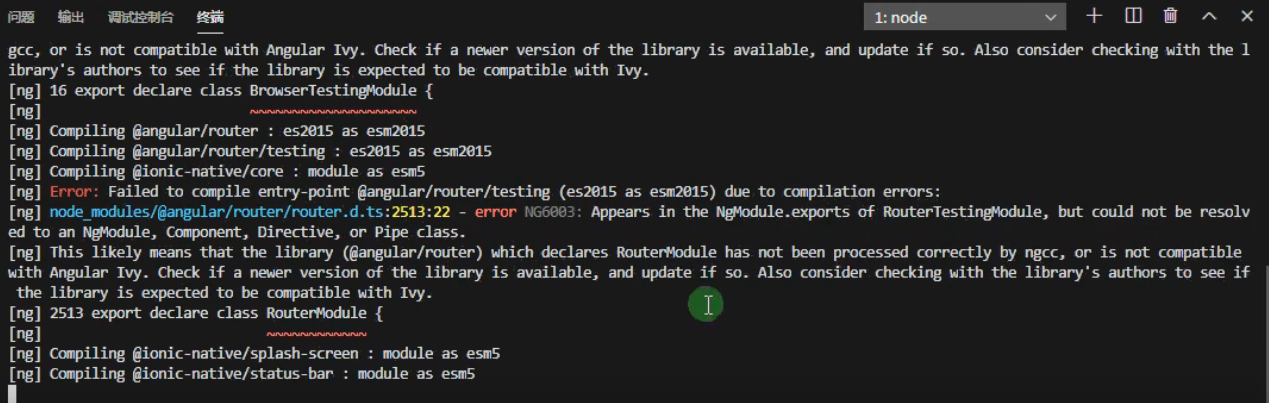 问题 输出 调试控制台 终端 1: node
gcc, or is not compatible with Angular Ivy. Check if a newer version of the library is available, and update if so. Also consider checking with the l
ibrary's authors to see if the library is expected to be compatible with Ivy.
[ng] 16 export declare class BrowserTestingModule {
[ng] ~~~~~~~~~~~~~~~~~~~~
[ng] Compiling @angular/router : es2015 as esm2015
[ng] Compiling @angular/router/testing : es2015 as esm2015
[ng] Compiling @ionic-native/core : module as esm5
[ng] Error: Failed to compile entry-point @angular/router/testing (es2015 as esm2015) due to compilation errors:
[ng] node_modules/@angular/router/router.d.ts:2513:22 - error NG6003: Appears in the NgModule.exports of RouterTestingModule, but could not be resolv
ed to an NgModule, Component, Directive, or Pipe class.
[ng] This likely means that the library (@angular/router) which declares RouterModule has not been processed correctly by ngcc, or is not compatible
with Angular Ivy. Check if a newer version of the library is available, and update if so. Also consider checking with the library's authors to see if
the library is expected to be compatible with Ivy.
[ng] 2513 export declare class RouterModule {
[ng] ~~~~~~~~~~~~
[ng] Compiling @ionic-native/splash-screen : module as esm5
[ng] Compiling @ionic-native/status-bar : module as esm5